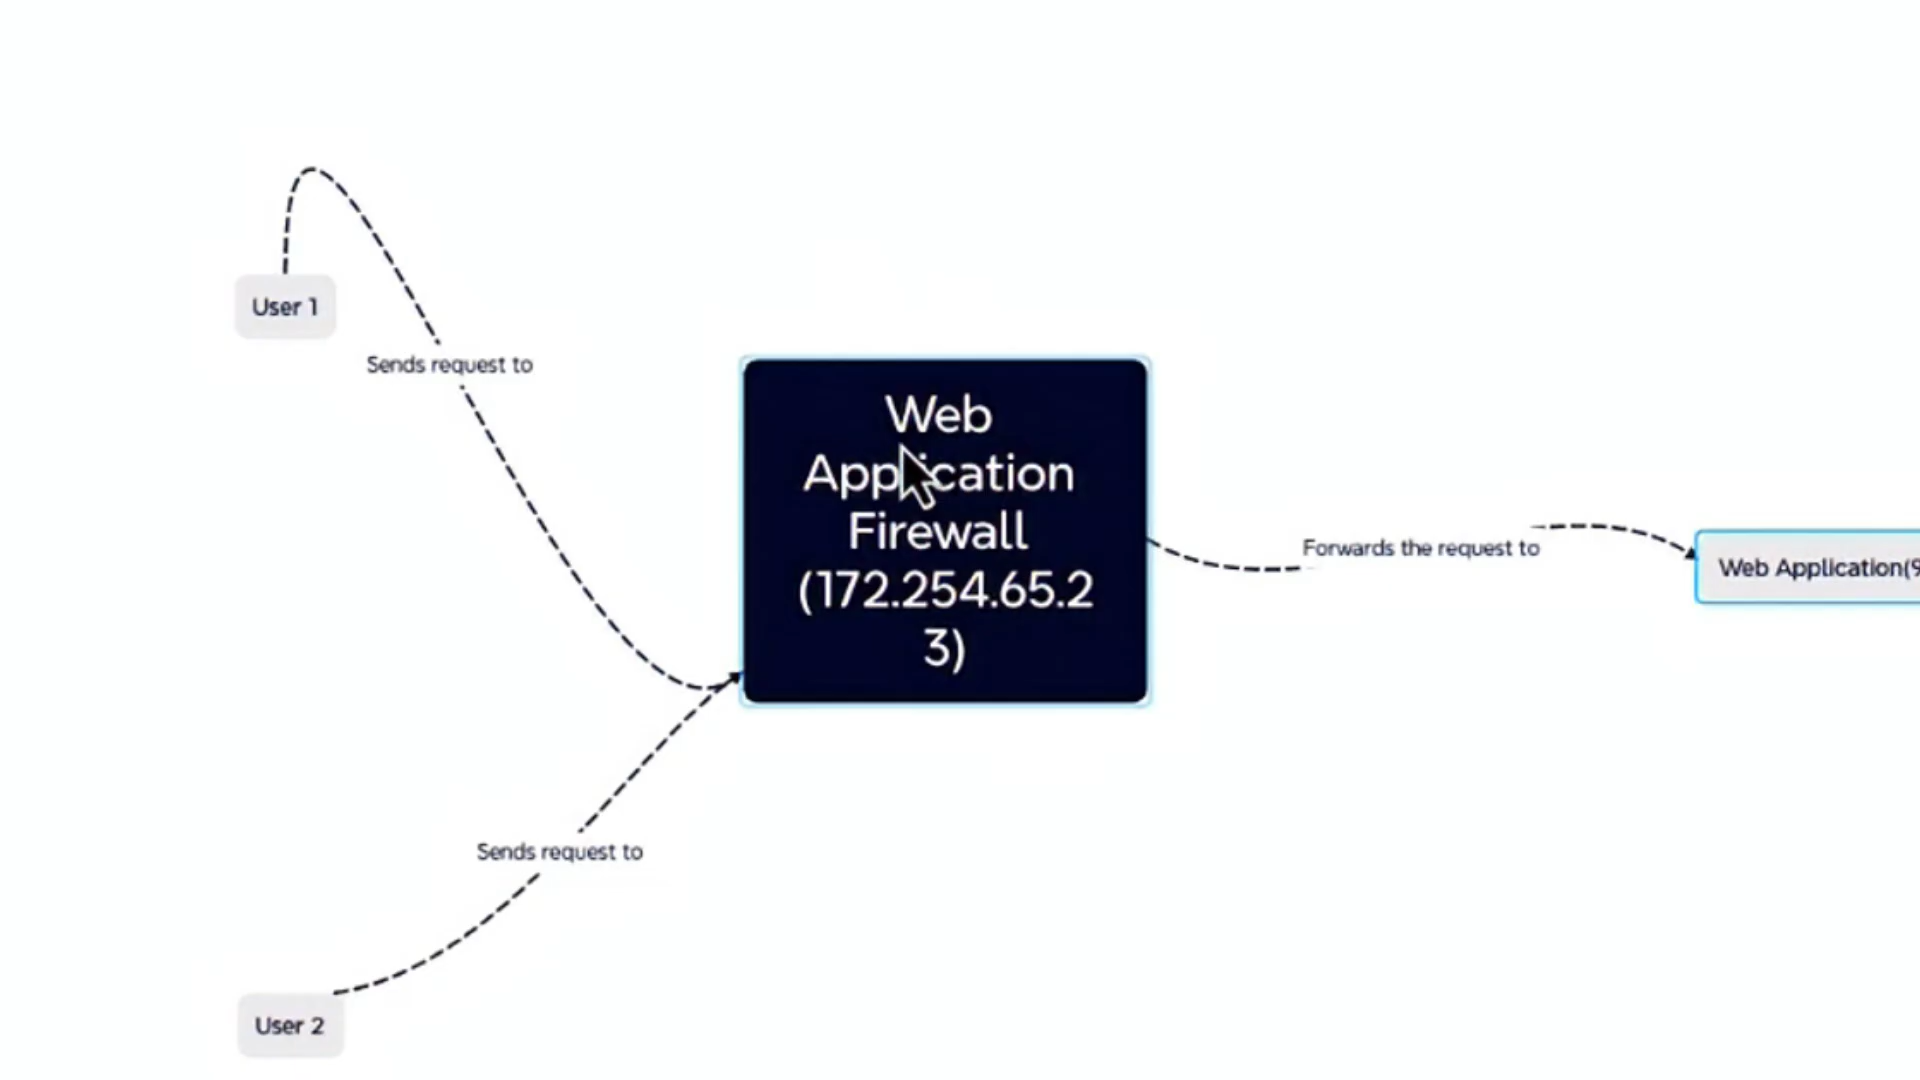 User 1
Sends request to
Web
Application
Firewall
(172.254.65.2
3)
Forwards the request to
Web Application(9
Sends request to
User 2